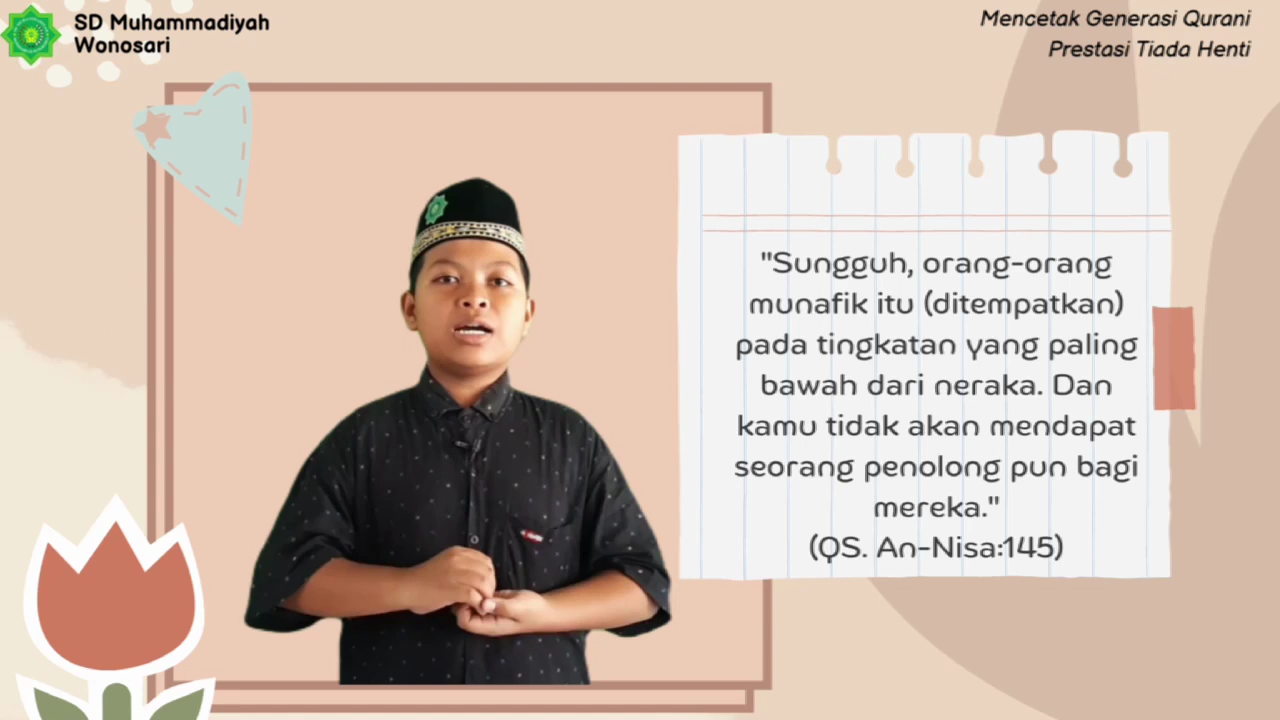 SD Muhammadiyah
Wonosari
Mencetak Generasi Qurani
Prestasi Tiada Henti
"Sungguh, orang-orang
munafik itu (ditempatkan)
pada tingkatan yang paling
bawah dari neraka. Dan
kamu tidak akan mendapat
seorang penolong pun bagi
mereka."
(QS. An-Nisa:145)